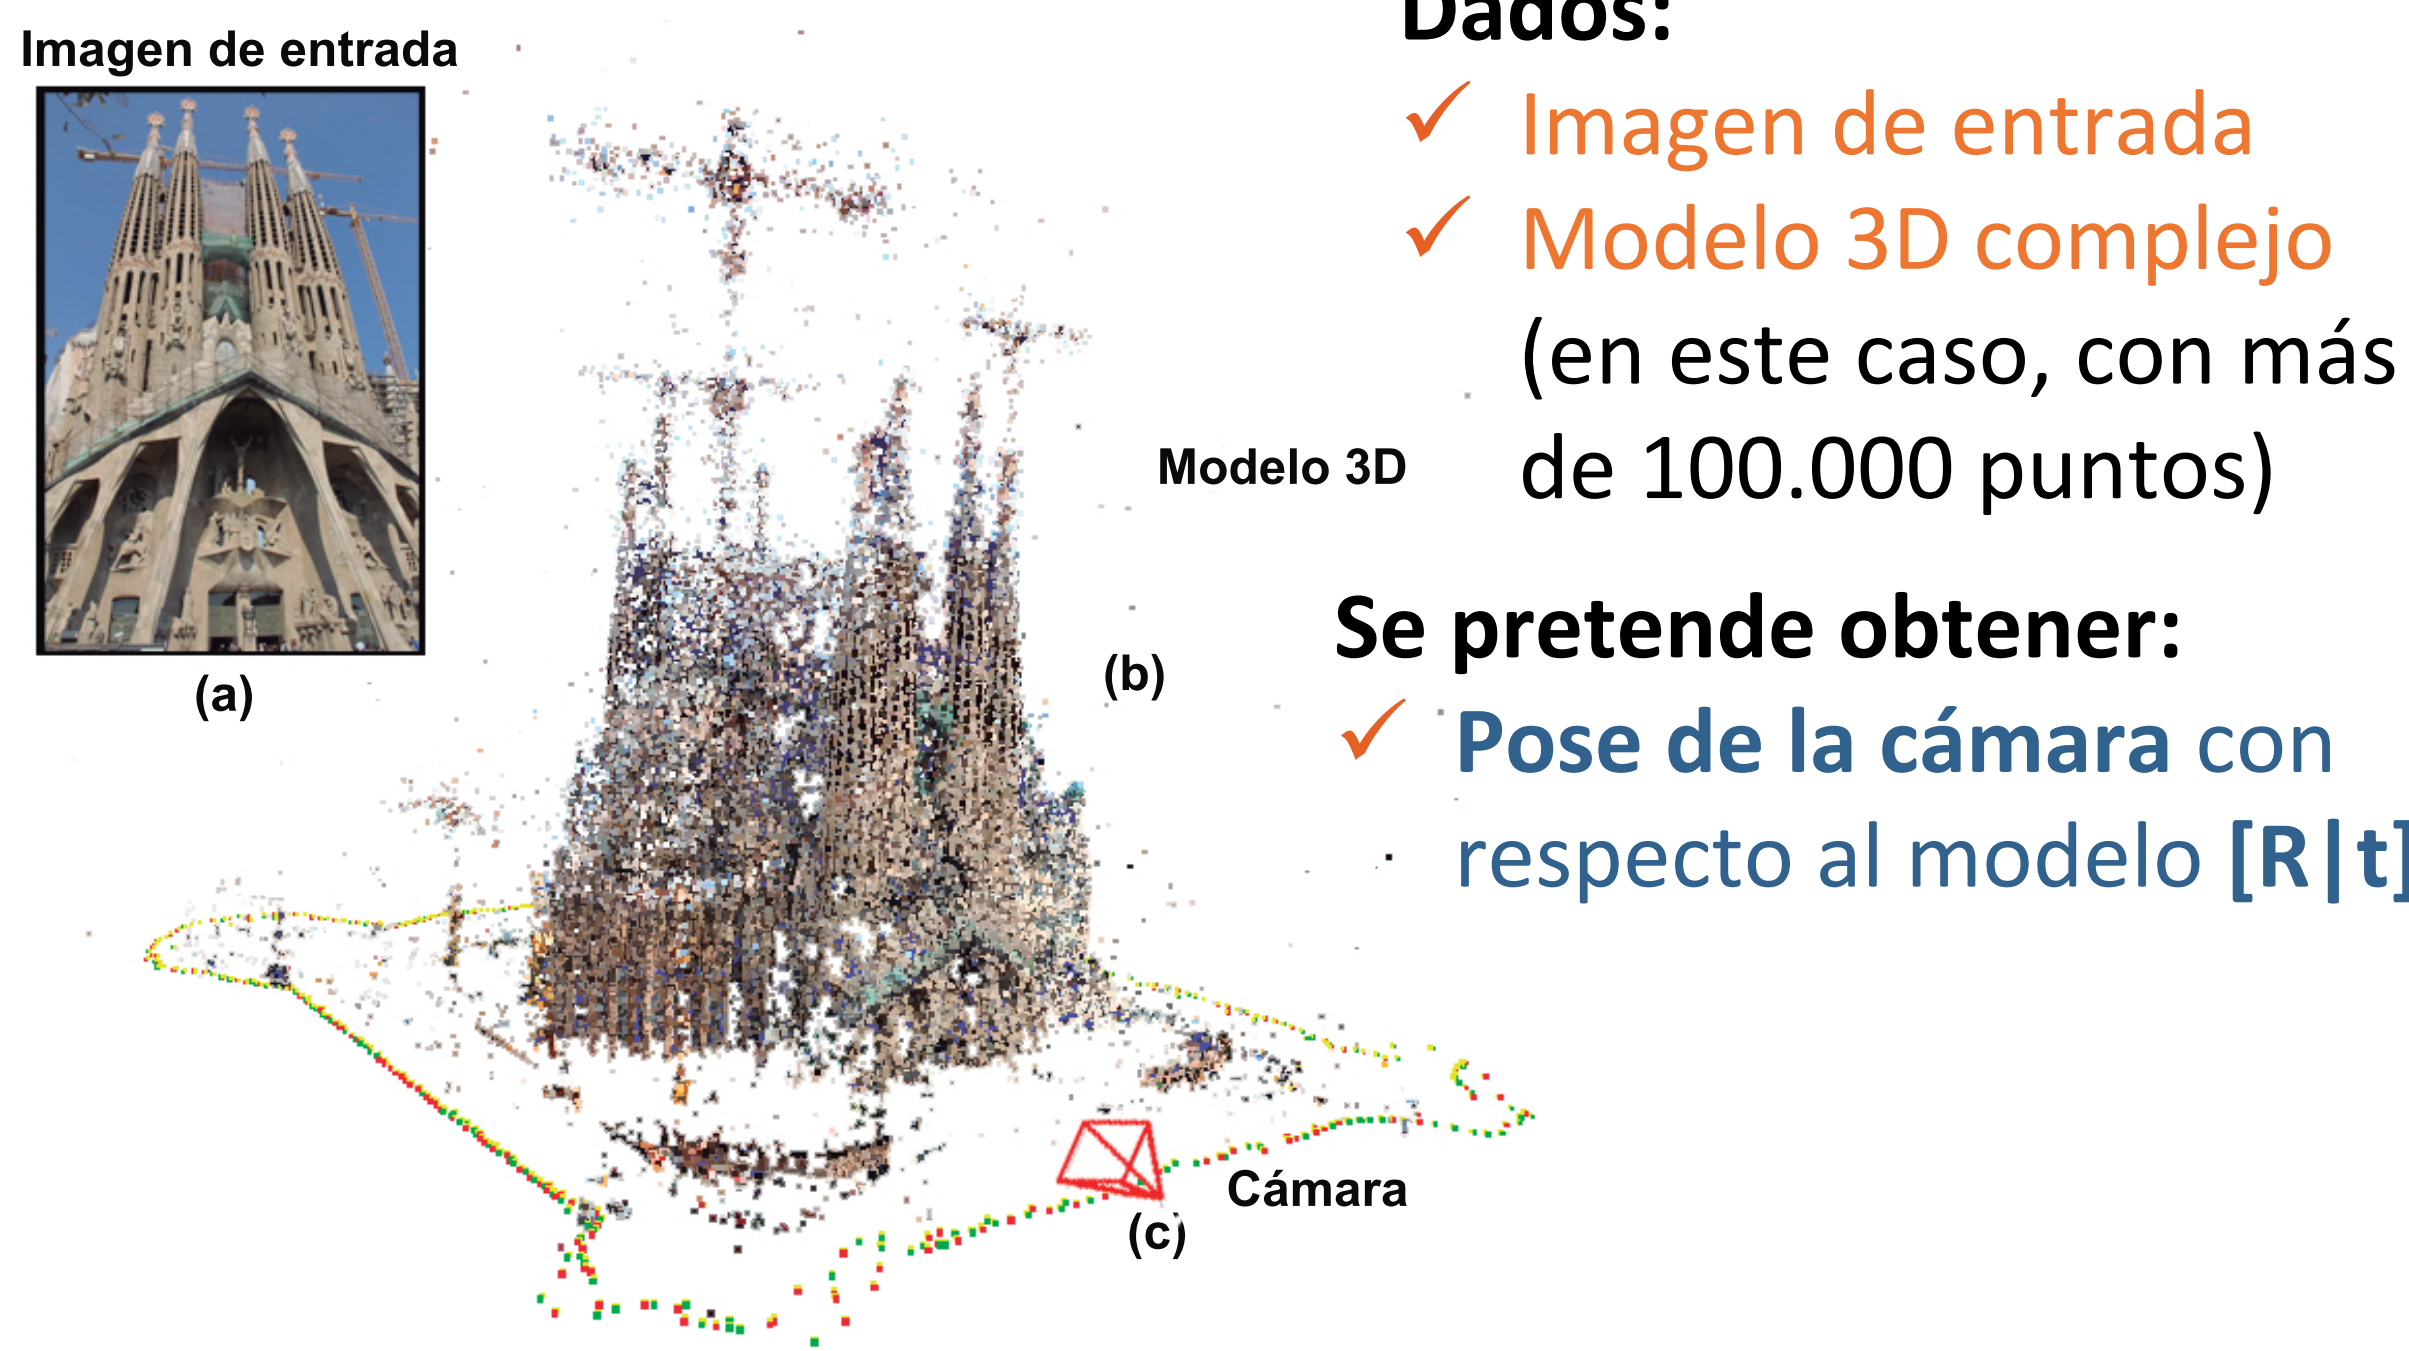 Imagen de entrada
(a)
Modelo 3D
(b)
Cámara
(c)
Dados:
✓ Imagen de entrada
✓ Modelo 3D complejo
(en este caso, con más
de 100.000 puntos)
Se pretende obtener:
✓ Pose de la cámara con
respecto al modelo [R|t]